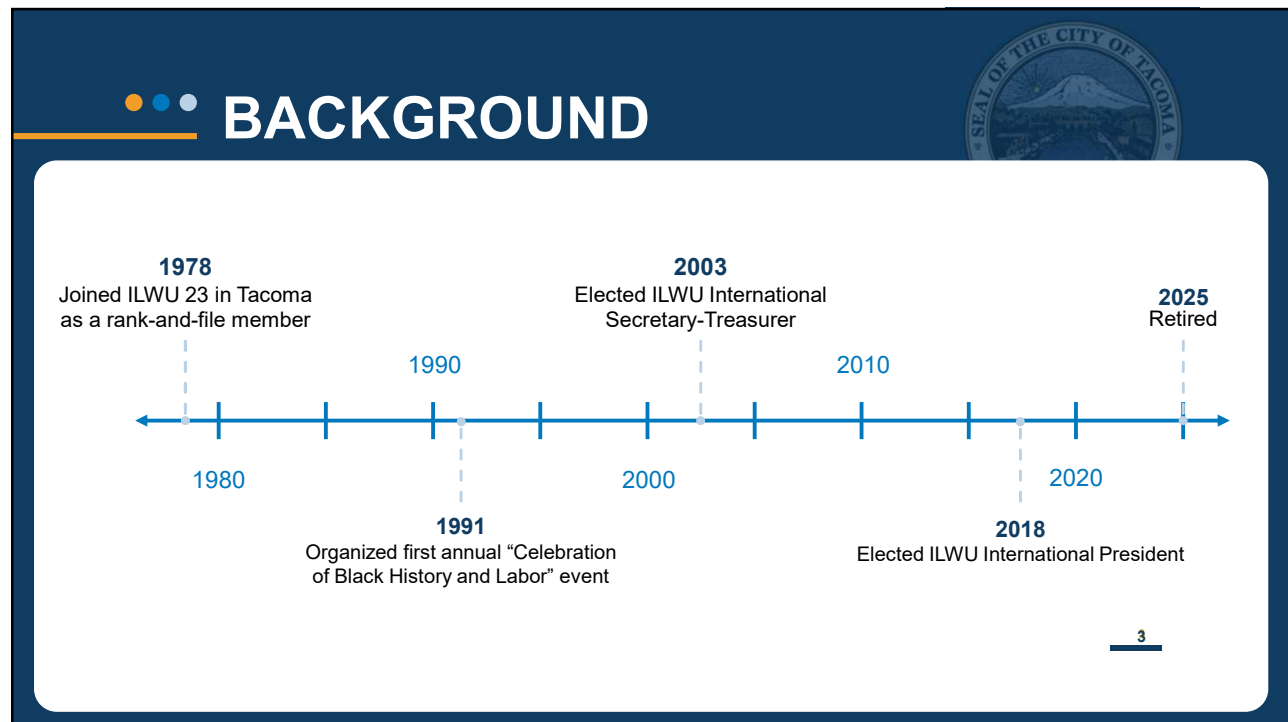 SEAL OF THE CITY OF TACOMA
BACKGROUND
1978
Joined ILWU 23 in Tacoma
as a rank-and-file member
2003
Elected ILWU International
Secretary-Treasurer
2025
Retired
1990
2010
1980
2000
2020
1991
Organized first annual “Celebration
of Black History and Labor” event
2018
Elected ILWU International President
3